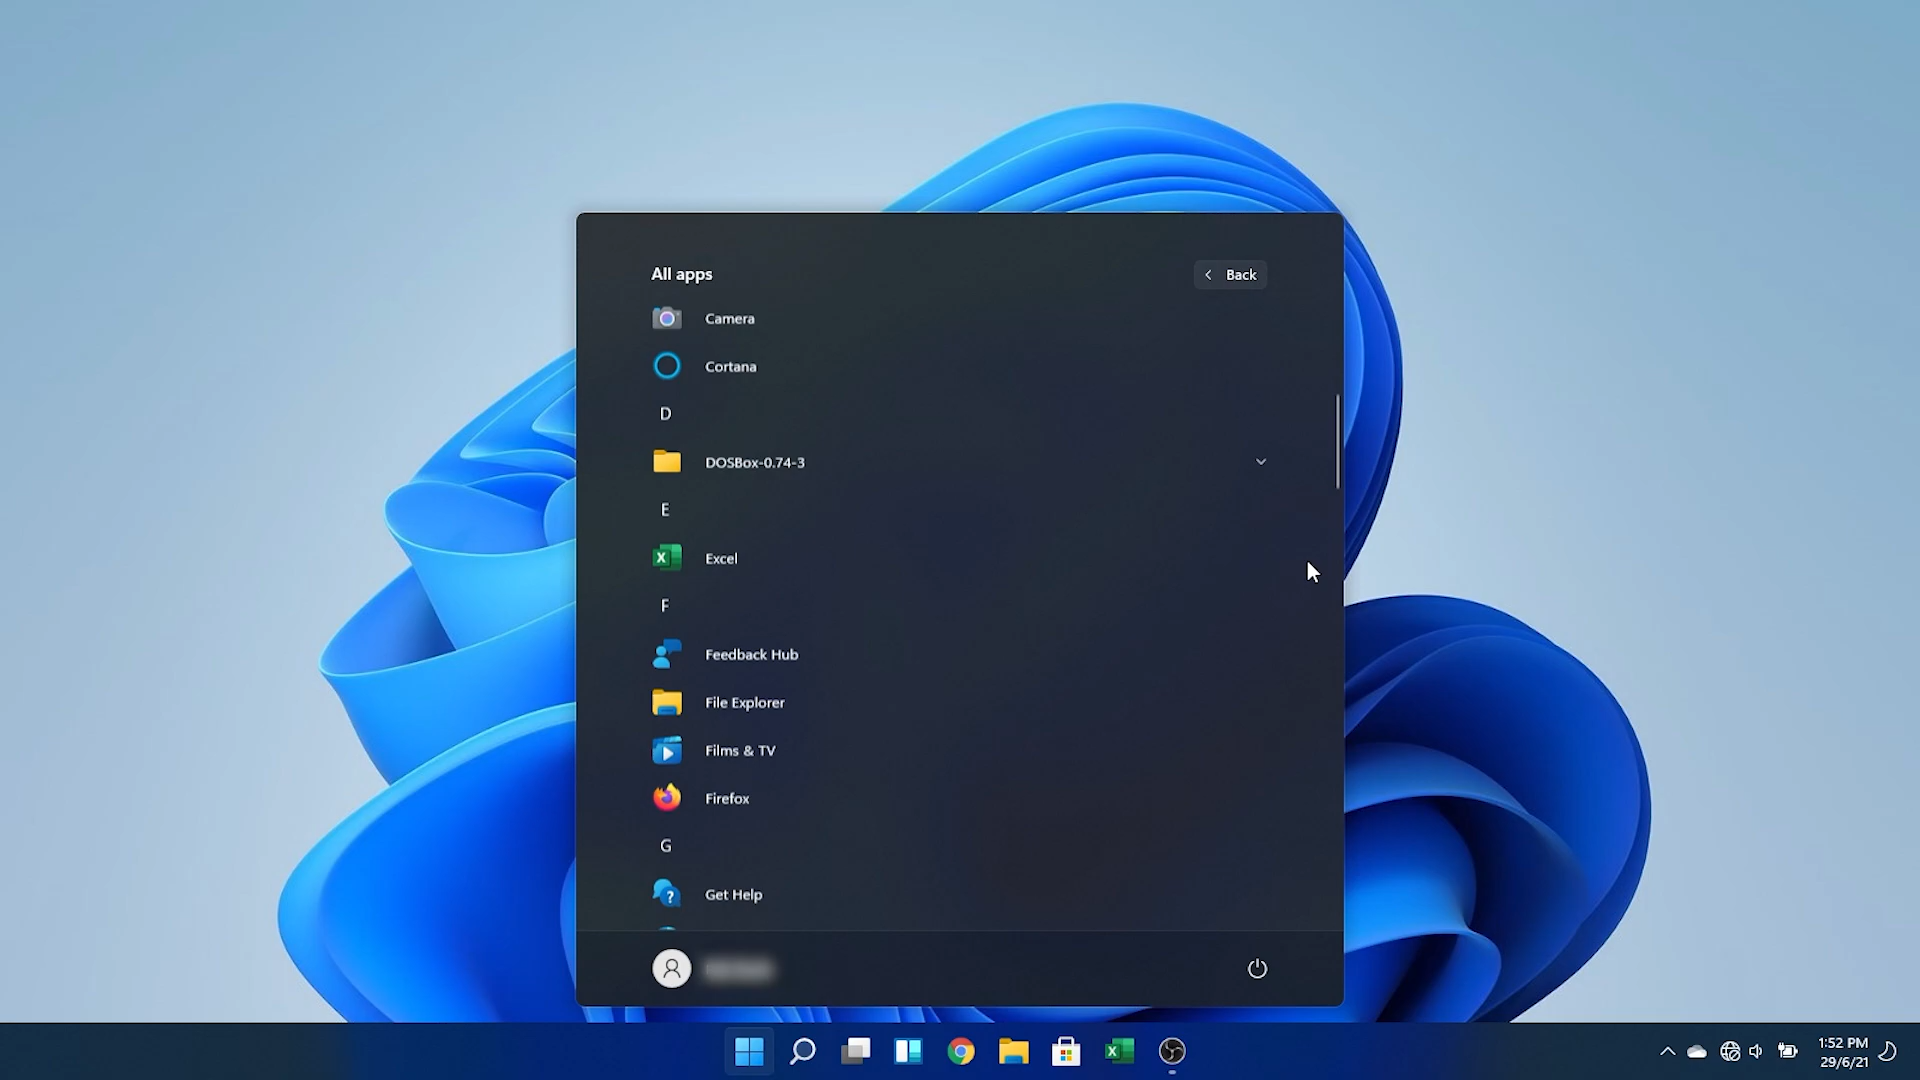 All apps
Back
Camera
Cortana
D
DOSBox-0.74-3
E
Excel
F
Feedback Hub
File Explorer
Films & TV
Firefox
G
Get Help
1:52 PM
29/6/21